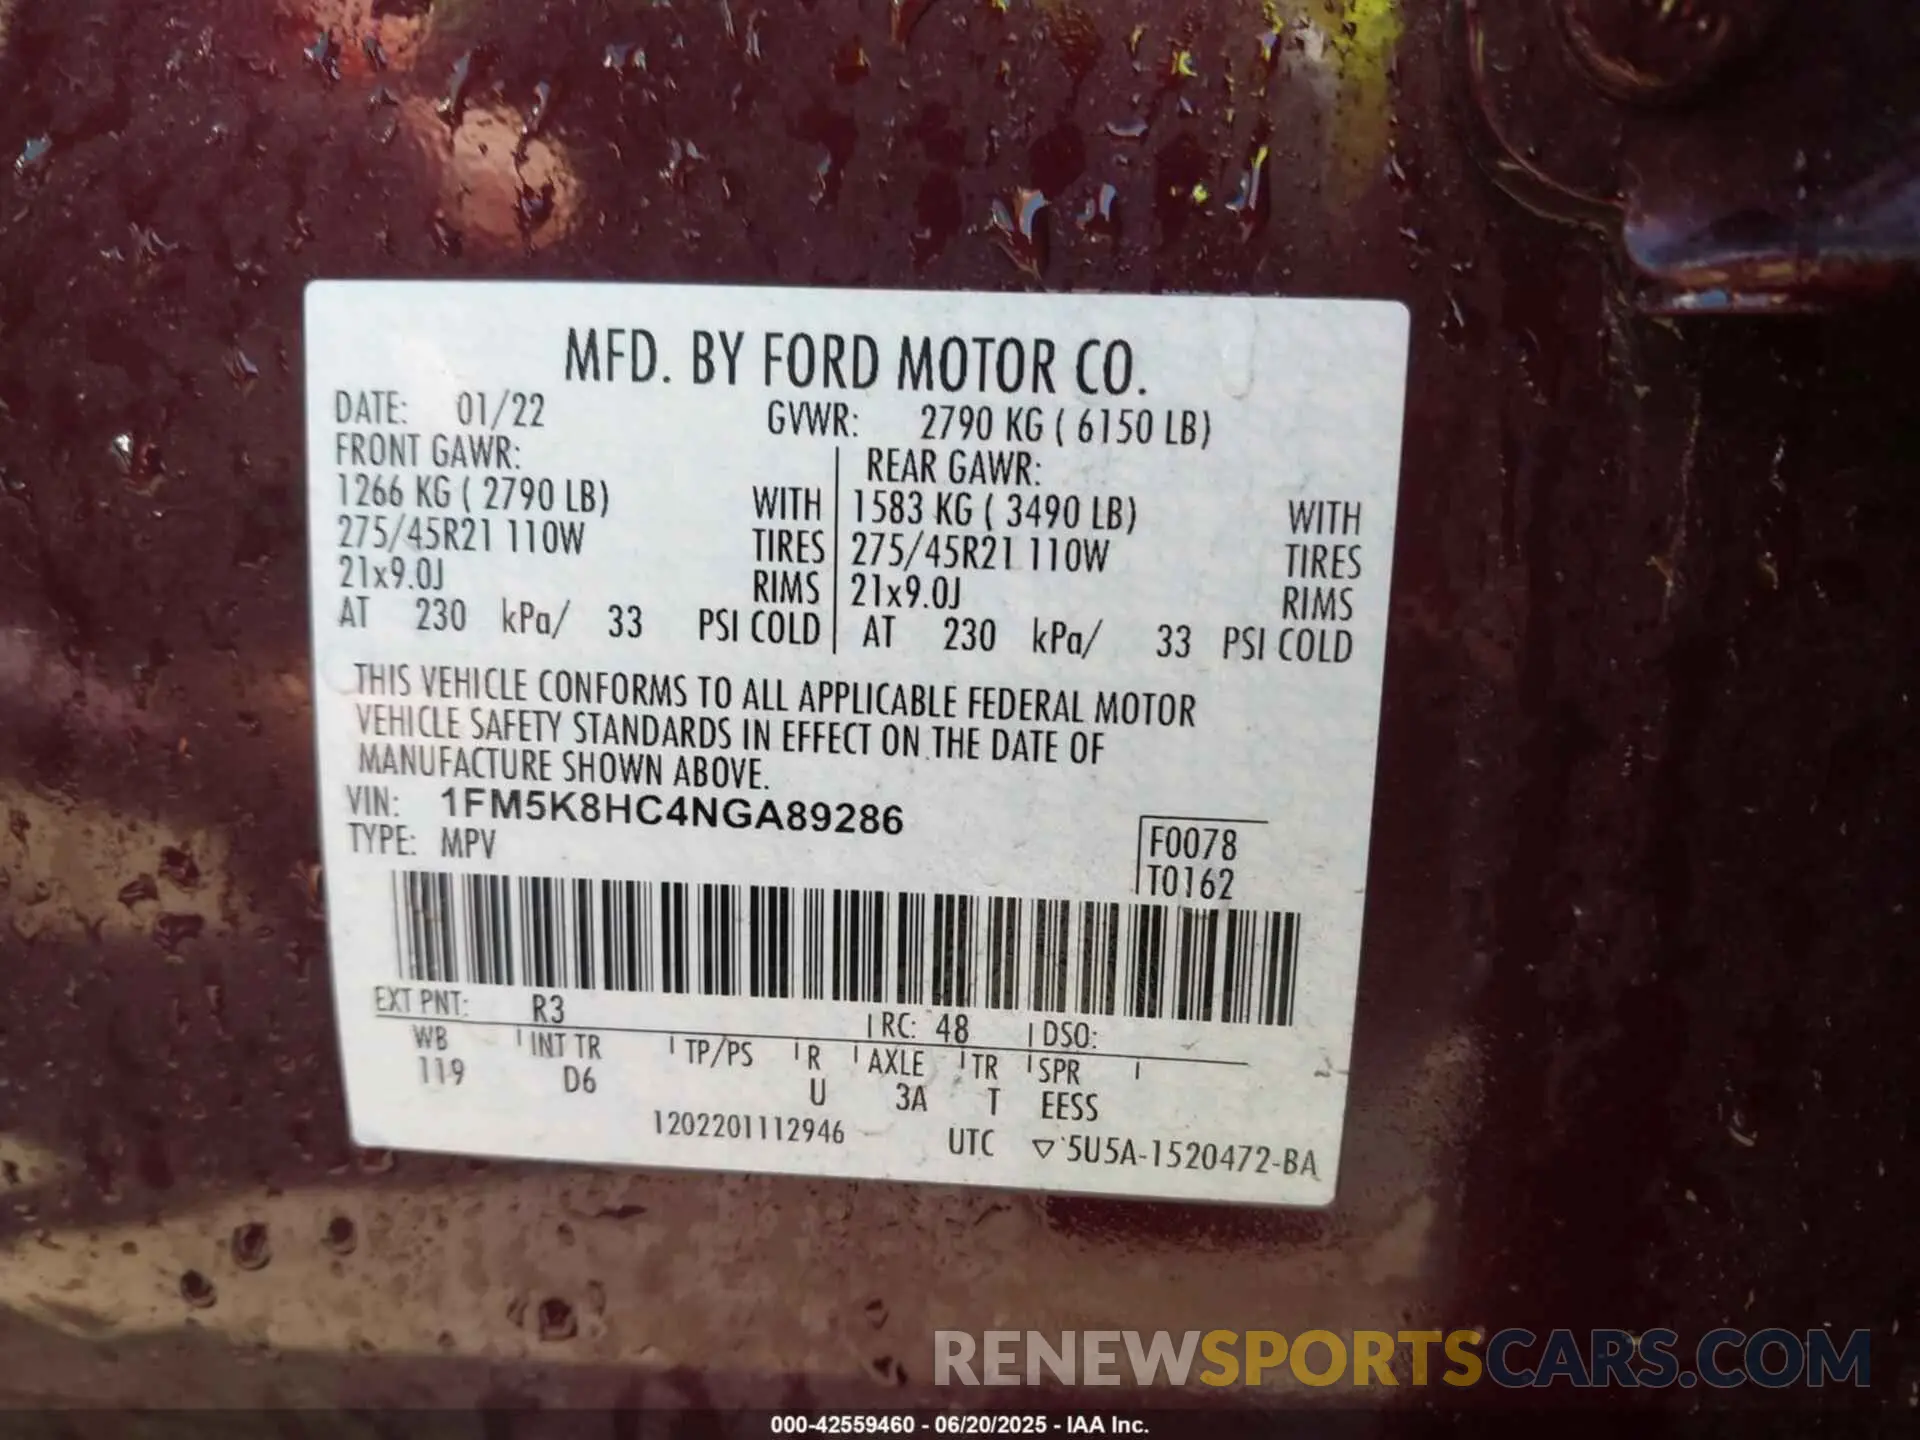 MFD. BY FORD MOTOR CO.
DATE: 01/22 GVWR: 2790 KG ( 6150 LB)
FRONT GAWR: REAR GAWR:
1266 KG ( 2790 LB) WITH 1583 KG ( 3490 LB) WITH
275/45R21 110W TIRES 275/45R21 110W TIRES
21x9.0J RIMS 21x9.0J RIMS
AT 230 kPa/ 33 PSI COLD AT 230 kPa/ 33 PSI COLD
THIS VEHICLE CONFORMS TO ALL APPLICABLE FEDERAL MOTOR
VEHICLE SAFETY STANDARDS IN EFFECT ON THE DATE OF
MANUFACTURE SHOWN ABOVE.
VIN: 1FM5K8HC4NGA89286
TYPE: MPV
F0078
T0162
EXT PNT: R3 RC: 48 DSO:
WB INT TR TP/PS R AXLE TR SPR
119 D6 U 3A T EESS
1202201112946 UTC ▽5U5A-1520472-BA
RENEWSPORTSCARS.COM
000-42559460 - 06/20/2025 - IAA Inc.